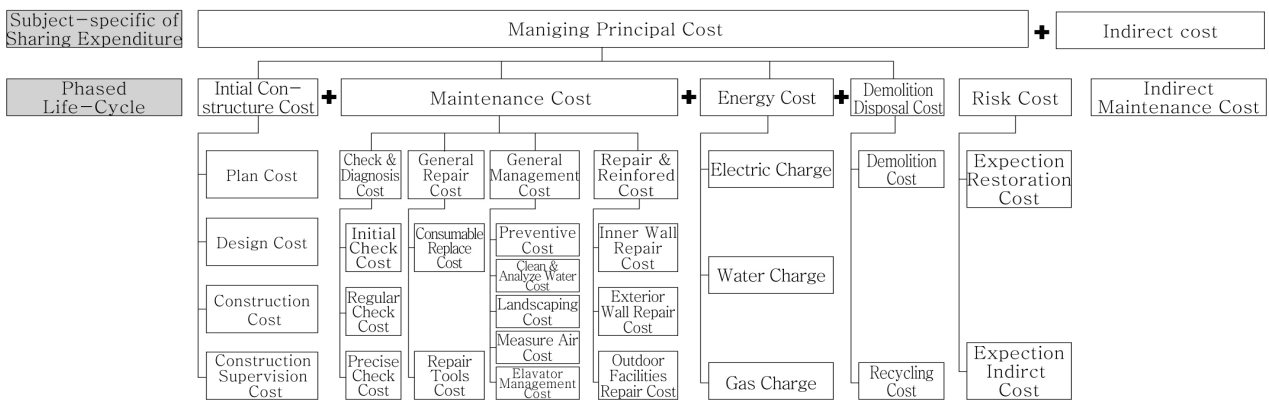 Subject-specific of
Sharing Expenditure
Maniging Principal Cost
+
Indirect cost
Phased
Life-Cycle
Intial Con-
structure Cost
+
Maintenance Cost
+
Energy Cost
+
Demolition
Disposal Cost
Risk Cost
Indirect
Maintenance Cost
Plan Cost
Design Cost
Construction
Cost
Construction
Supervision
Cost
Check &
Diagnosis
Cost
Initial
Check
Cost
Regular
Check
Cost
Precise
Check
Cost
General
Repair
Cost
Consumable
Replace
Cost
Repair
Tools
Cost
General
Management
Cost
Preventive
Cost
Clean &
Analyze Water
Cost
Landscaping
Cost
Measure Air
Cost
Elavator
Management
Cost
Repair &
Reinfored
Cost
Inner Wall
Repair
Cost
Exterior
Wall Repair
Cost
Outdoor
Facilities
Repair Cost
Electric Charge
Water Charge
Gas Charge
Demolition
Cost
Recycling
Cost
Expection
Restoration
Cost
Expection
Indirct
Cost